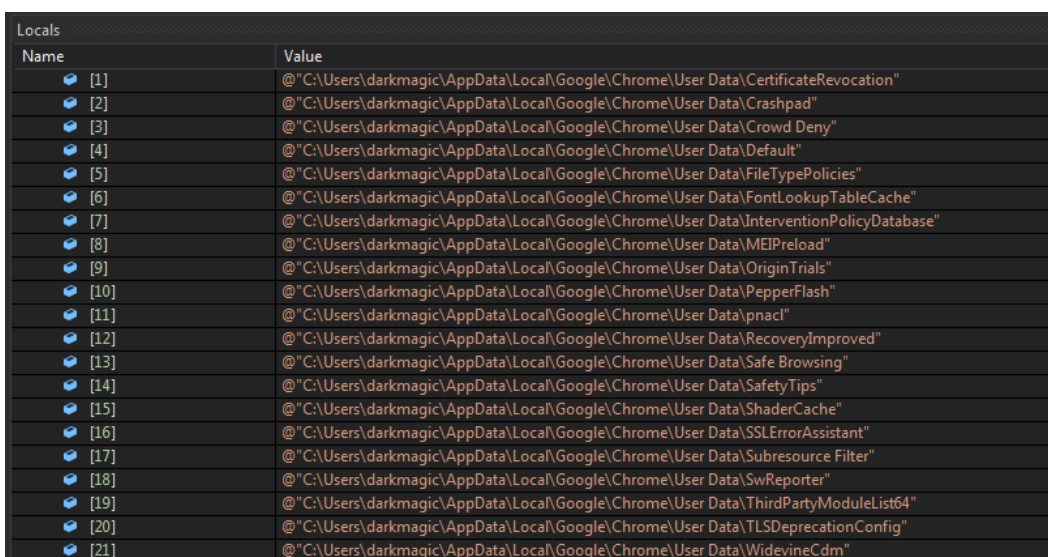 Locals
Name Value
[1] @"C:\Users\darkmagic\AppData\Local\Google\Chrome\User Data\CertificateRevocation"
[2] @"C:\Users\darkmagic\AppData\Local\Google\Chrome\User Data\Crashpad"
[3] @"C:\Users\darkmagic\AppData\Local\Google\Chrome\User Data\Crowd Deny"
[4] @"C:\Users\darkmagic\AppData\Local\Google\Chrome\User Data\Default"
[5] @"C:\Users\darkmagic\AppData\Local\Google\Chrome\User Data\FileTypePolicies"
[6] @"C:\Users\darkmagic\AppData\Local\Google\Chrome\User Data\FontLookupTableCache"
[7] @"C:\Users\darkmagic\AppData\Local\Google\Chrome\User Data\InterventionPolicyDatabase"
[8] @"C:\Users\darkmagic\AppData\Local\Google\Chrome\User Data\MEIPreload"
[9] @"C:\Users\darkmagic\AppData\Local\Google\Chrome\User Data\OriginTrials"
[10] @"C:\Users\darkmagic\AppData\Local\Google\Chrome\User Data\PepperFlash"
[11] @"C:\Users\darkmagic\AppData\Local\Google\Chrome\User Data\pnacl"
[12] @"C:\Users\darkmagic\AppData\Local\Google\Chrome\User Data\RecoveryImproved"
[13] @"C:\Users\darkmagic\AppData\Local\Google\Chrome\User Data\Safe Browsing"
[14] @"C:\Users\darkmagic\AppData\Local\Google\Chrome\User Data\SafetyTips"
[15] @"C:\Users\darkmagic\AppData\Local\Google\Chrome\User Data\ShaderCache"
[16] @"C:\Users\darkmagic\AppData\Local\Google\Chrome\User Data\SSLErrorAssistant"
[17] @"C:\Users\darkmagic\AppData\Local\Google\Chrome\User Data\Subresource Filter"
[18] @"C:\Users\darkmagic\AppData\Local\Google\Chrome\User Data\SwReporter"
[19] @"C:\Users\darkmagic\AppData\Local\Google\Chrome\User Data\ThirdPartyModuleList64"
[20] @"C:\Users\darkmagic\AppData\Local\Google\Chrome\User Data\TLSDeprecationConfig"
[21] @"C:\Users\darkmagic\AppData\Local\Google\Chrome\User Data\WidevineCdm"